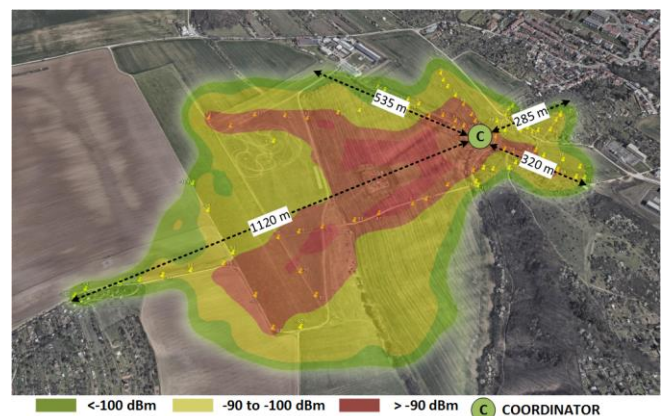 535 m
285 m
C
320 m
1120 m
<-100 dBm -90 to -100 dBm > -90 dBm C COORDINATOR